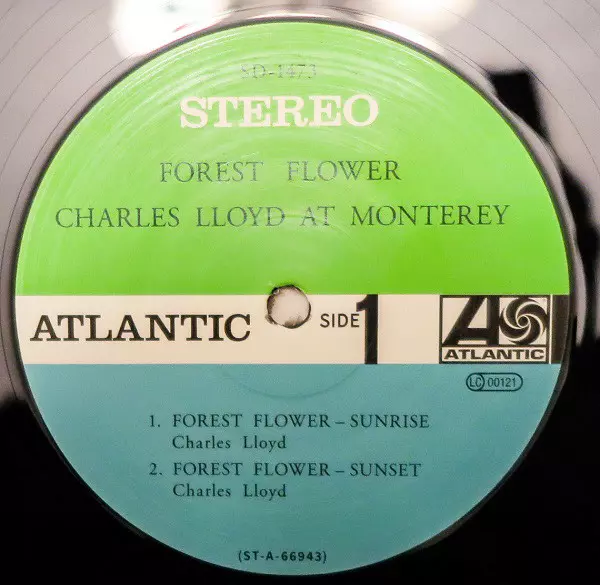 SD-1473
STEREO
FOREST FLOWER
CHARLES LLOYD AT MONTEREY
ATLANTIC SIDE 1
A
ATLANTIC
LC 00121
1. FOREST FLOWER – SUNRISE
Charles Lloyd
2. FOREST FLOWER – SUNSET
Charles Lloyd
(ST-A-66943)